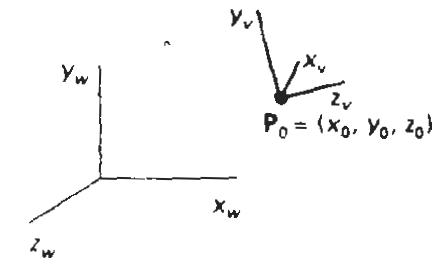 y_v
y_w
x_v
z_v
P_0 = (x_0, y_0, z_0)
x_w
z_w